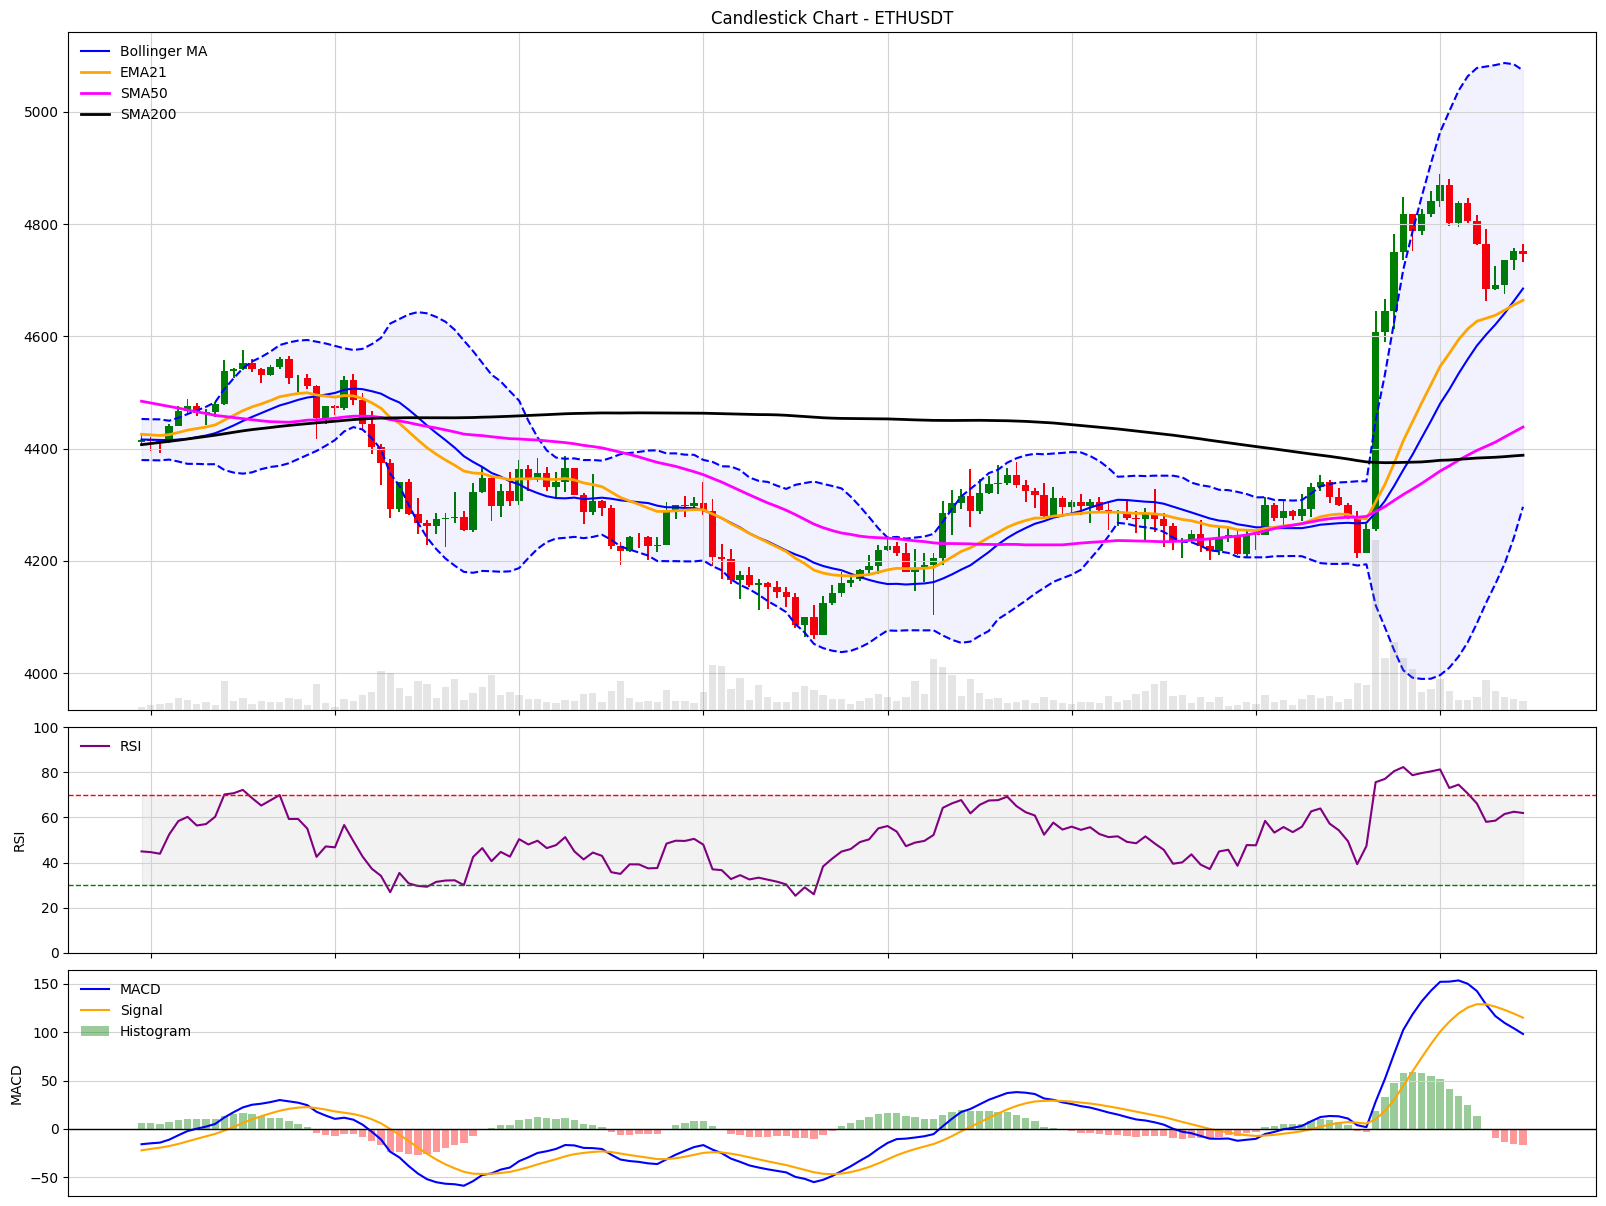 Candlestick Chart - ETHUSDT
Bollinger MA
EMA21
SMA50
SMA200
5000
4800
4600
4400
4200
4000
RSI
100
80
60
40
20
0
RSI
MACD
Signal
Histogram
150
100
50
0
−50
MACD